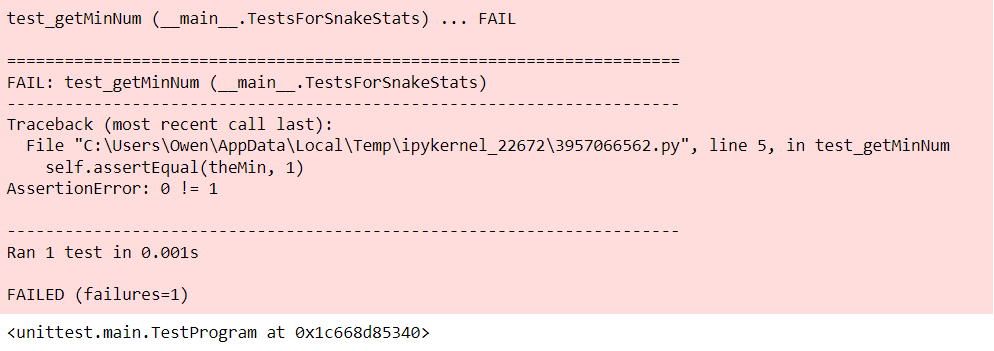 test_getMinNum (__main__.TestsForSnakeStats) ... FAIL
======================================================================
FAIL: test_getMinNum (__main__.TestsForSnakeStats)
----------------------------------------------------------------------
Traceback (most recent call last):
  File "C:\Users\Owen\AppData\Local\Temp\ipykernel_22672\3957066562.py", line 5, in test_getMinNum
    self.assertEqual(theMin, 1)
AssertionError: 0 != 1
----------------------------------------------------------------------
Ran 1 test in 0.001s
FAILED (failures=1)
<unittest.main.TestProgram at 0x1c668d85340>